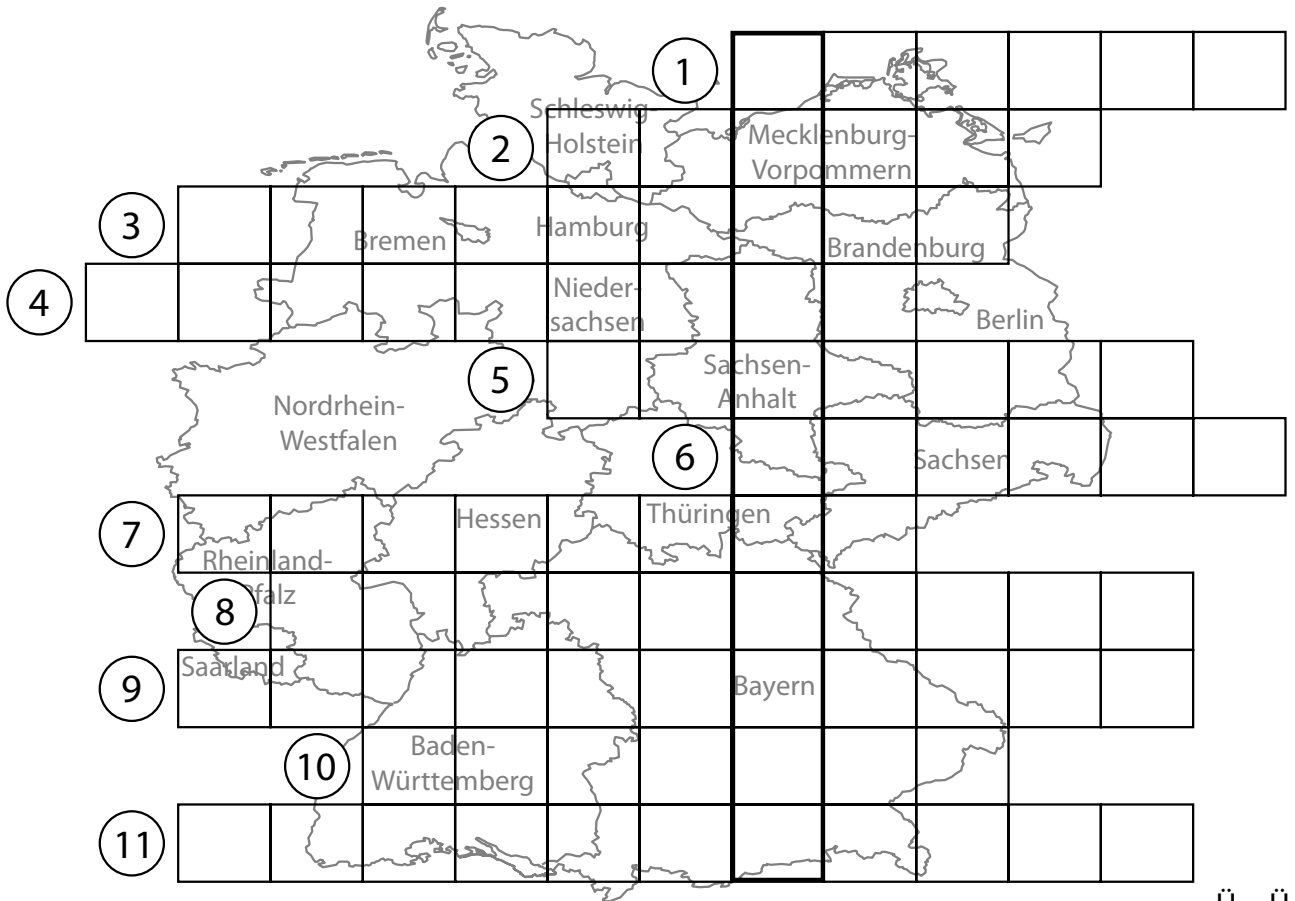 1
Schleswig-
Holstein
2
Mecklenburg-
Vorpommern
3
Bremen
Hamburg
Brandenburg
4
Nieder-
sachsen
Berlin
5
Sachsen-
Anhalt
Nordrhein-
Westfalen
6
Sachsen
7
Hessen
Thüringen
Rheinland-
Pfalz
8
Saarland
9
Bayern
10
Baden-
Württemberg
11